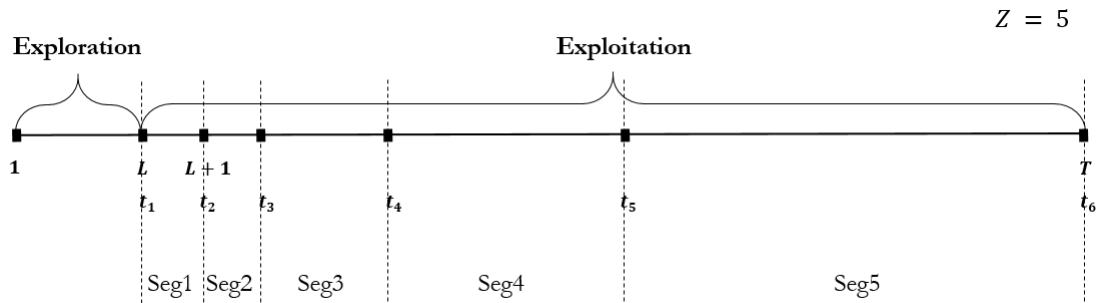 Z = 5
Exploration Exploitation
1 L L + 1 T
t₁ t₂ t₃ t₄ t₅ t₆
Seg1 Seg2 Seg3 Seg4 Seg5